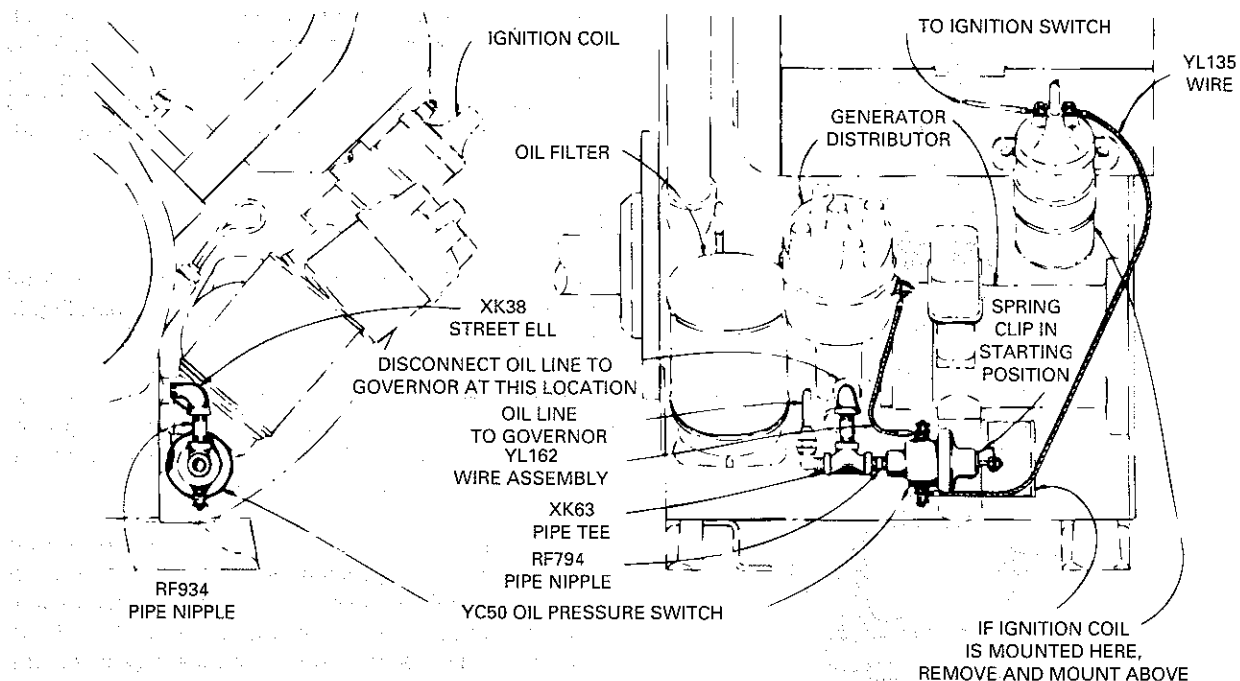 IGNITION COIL
TO IGNITION SWITCH
YL135
WIRE
GENERATOR
DISTRIBUTOR
OIL FILTER
XK38
STREET ELL
SPRING
CLIP IN
STARTING
POSITION
DISCONNECT OIL LINE TO
GOVERNOR AT THIS LOCATION
OIL LINE
TO GOVERNOR
YL162
WIRE ASSEMBLY
XK63
PIPE TEE
RF794
PIPE NIPPLE
RF934
PIPE NIPPLE
YC50 OIL PRESSURE SWITCH
IF IGNITION COIL
IS MOUNTED HERE,
REMOVE AND MOUNT ABOVE